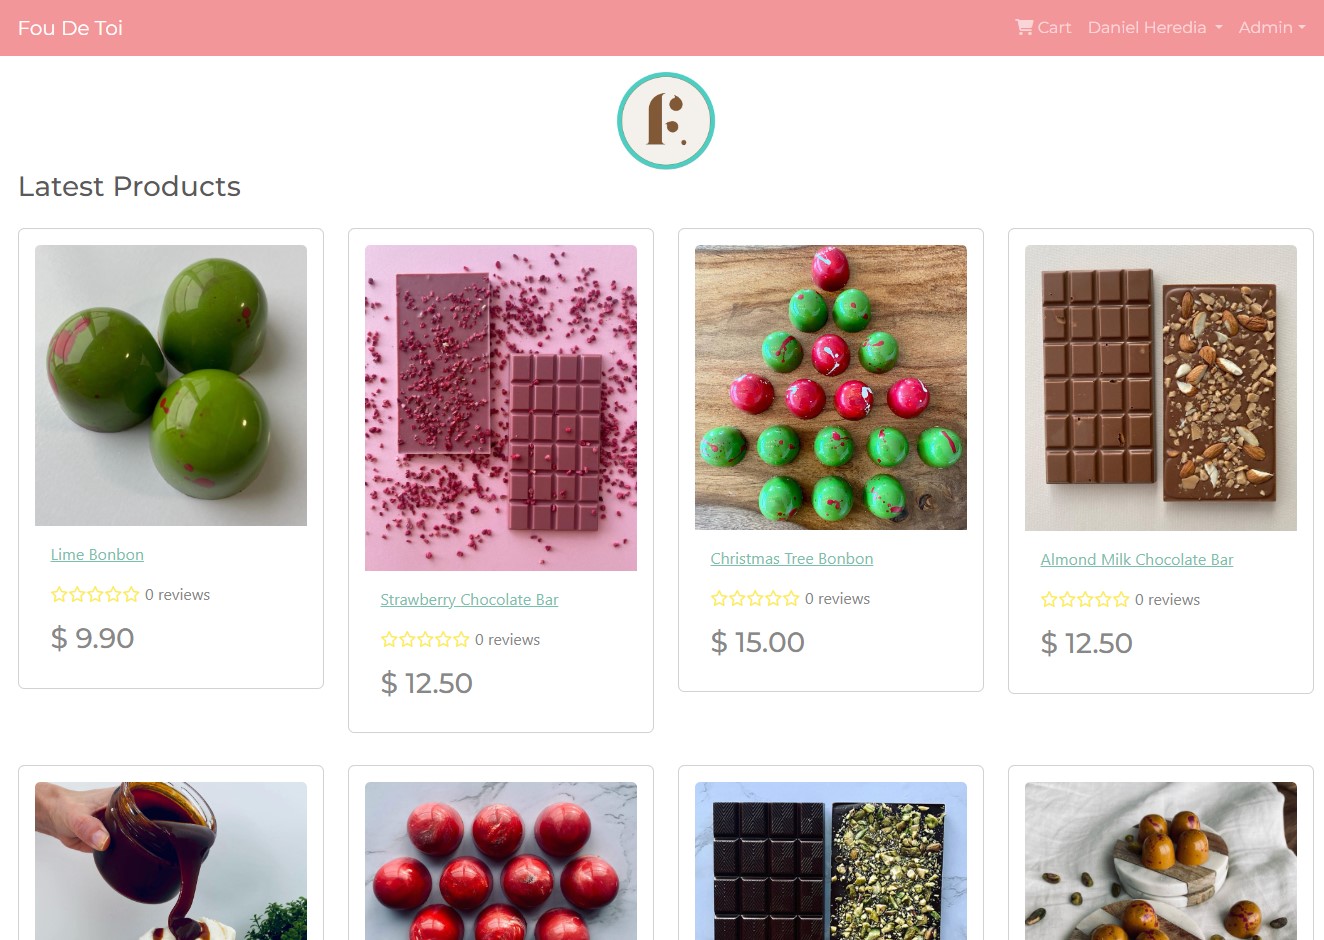 Fou De Toi
Cart Daniel Heredia Admin
F.
Latest Products
Lime Bonbon
0 reviews
$ 9.90
Strawberry Chocolate Bar
0 reviews
$ 12.50
Christmas Tree Bonbon
0 reviews
$ 15.00
Almond Milk Chocolate Bar
0 reviews
$ 12.50